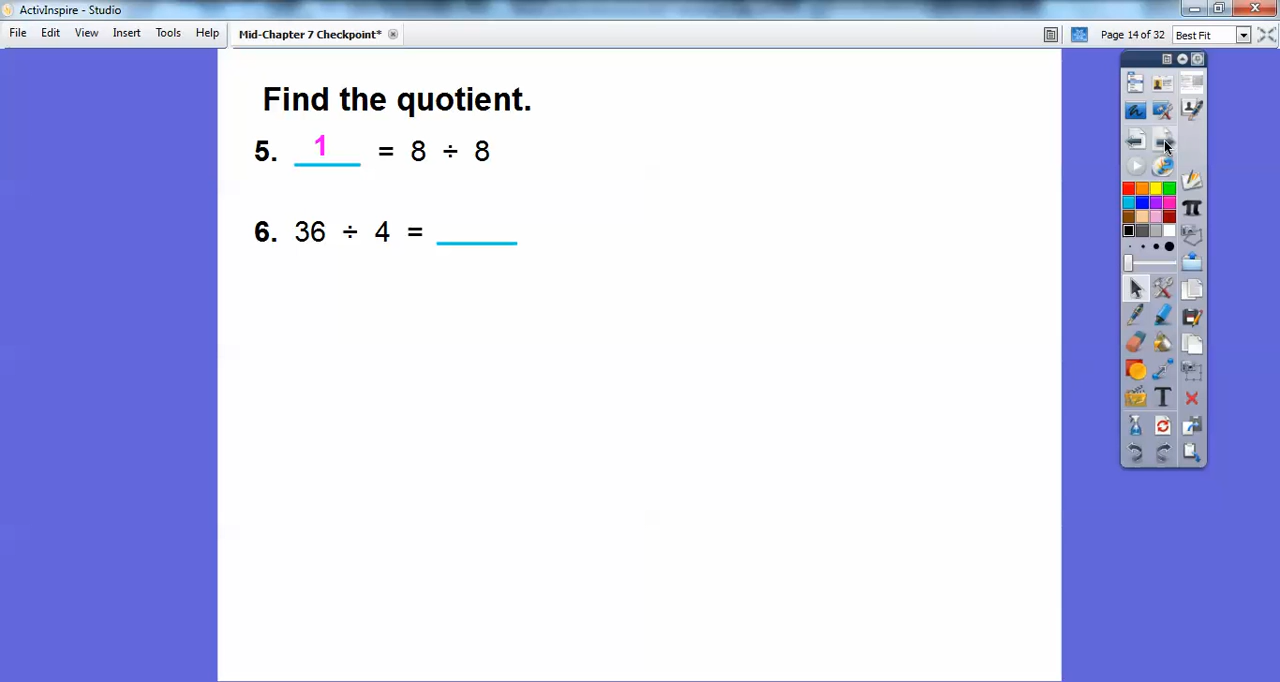 ActivInspire - Studio
File Edit View Insert Tools Help Mid-Chapter 7 Checkpoint* Page 14 of 32 Best Fit
Find the quotient.
5. 1 = 8 ÷ 8
6. 36 ÷ 4 = ____